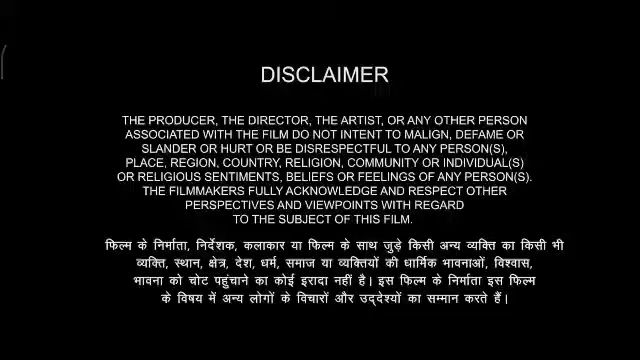 DISCLAIMER
THE PRODUCER, THE DIRECTOR, THE ARTIST, OR ANY OTHER PERSON
ASSOCIATED WITH THE FILM DO NOT INTENT TO MALIGN, DEFAME OR
SLANDER OR HURT OR BE DISRESPECTFUL TO ANY PERSON(S),
PLACE, REGION, COUNTRY, RELIGION, COMMUNITY OR INDIVIDUAL(S)
OR RELIGIOUS SENTIMENTS, BELIEFS OR FEELINGS OF ANY PERSON(S).
THE FILMMAKERS FULLY ACKNOWLEDGE AND RESPECT OTHER
PERSPECTIVES AND VIEWPOINTS WITH REGARD
TO THE SUBJECT OF THIS FILM.
फिल्म के निर्माता, निर्देशक, कलाकार या फिल्म के साथ जुड़े किसी अन्य व्यक्ति का किसी भी
व्यक्ति, स्थान, क्षेत्र, देश, धर्म, समाज या व्यक्तियों की धार्मिक भावनाओं, विश्वास,
भावना को चोट पहुंचाने का कोई इरादा नहीं है। इस फिल्म के निर्माता इस फिल्म
के विषय में अन्य लोगों के विचारों और उद्देश्यों का सम्मान करते हैं।